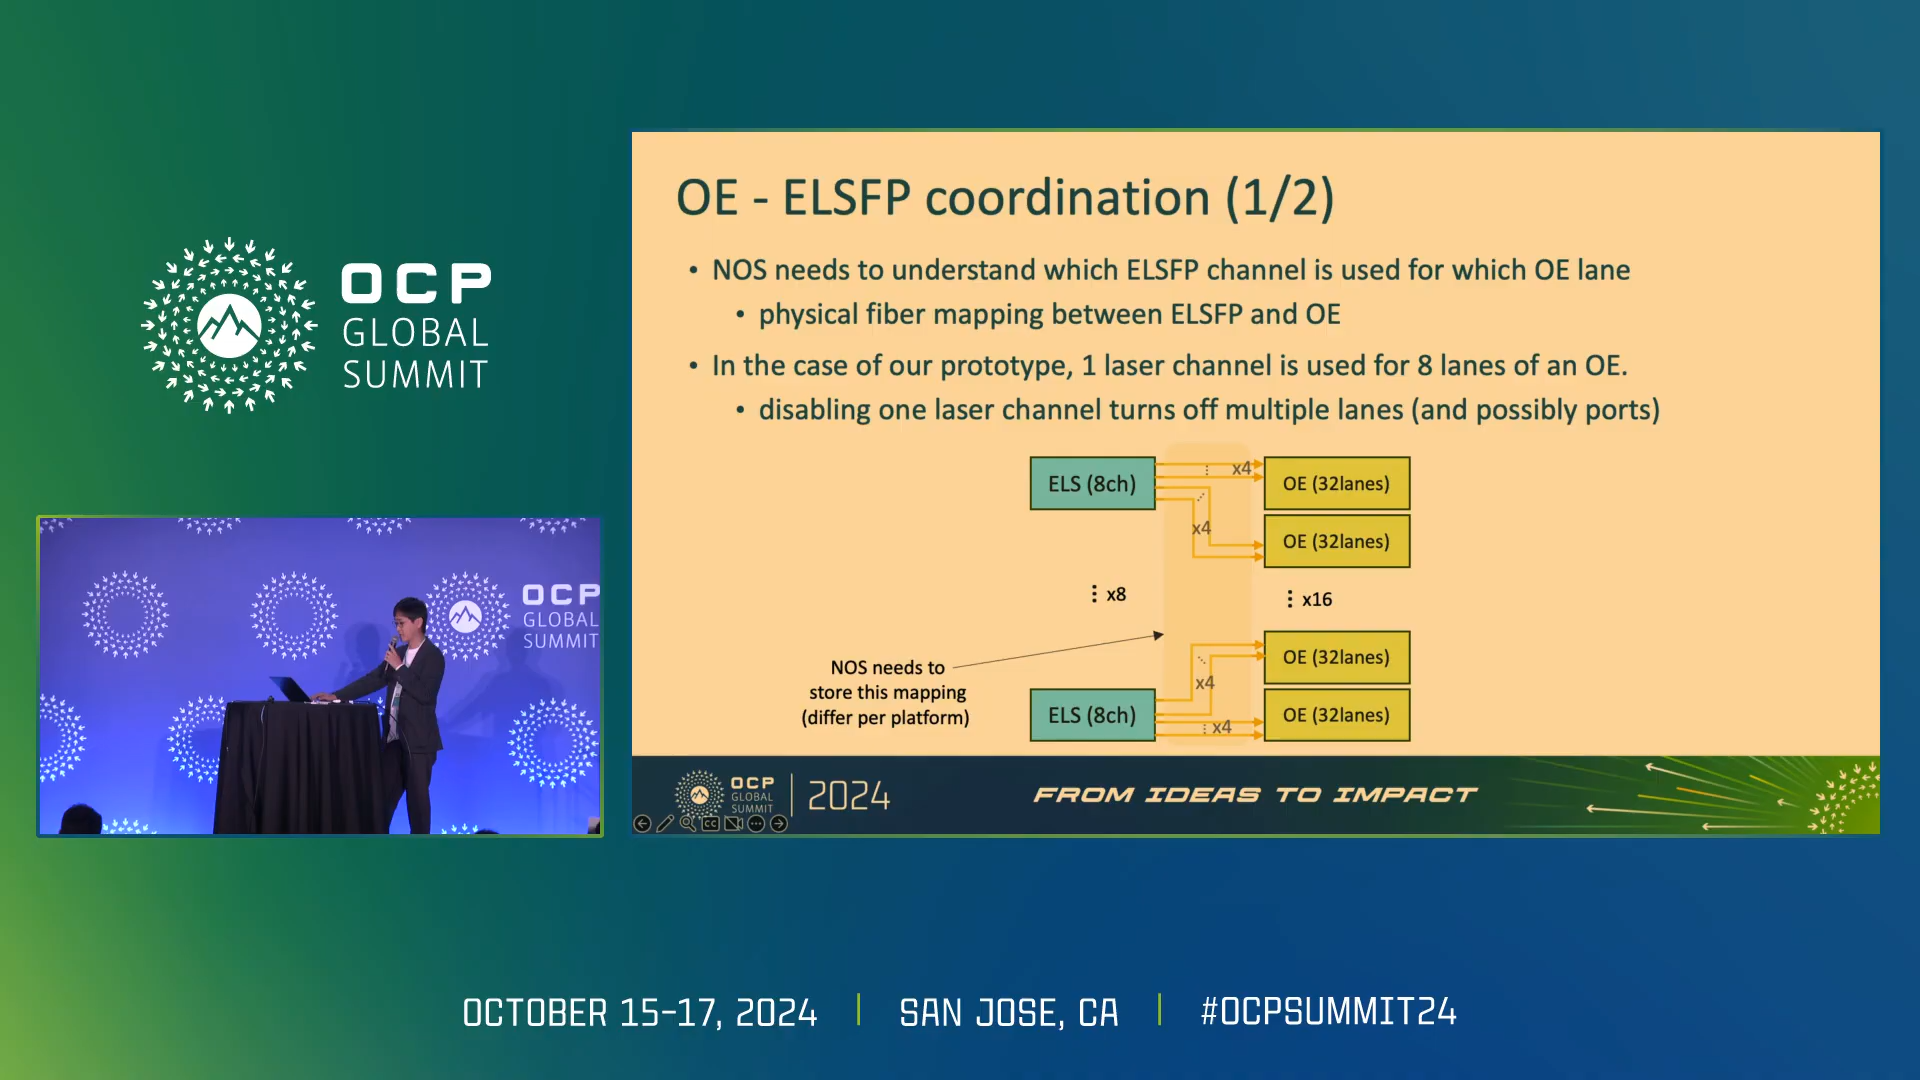 OCP
GLOBAL
SUMMIT
OE - ELSFP coordination (1/2)
• NOS needs to understand which ELSFP channel is used for which OE lane
• physical fiber mapping between ELSFP and OE
• In the case of our prototype, 1 laser channel is used for 8 lanes of an OE.
• disabling one laser channel turns off multiple lanes (and possibly ports)
ELS (8ch)
x4
OE (32lanes)
x4
OE (32lanes)
⋮ x8
⋮ x16
NOS needs to
store this mapping
(differ per platform)
x4
OE (32lanes)
ELS (8ch)
x4
OE (32lanes)
OCP
GLOBAL
SUMMIT
2024
FROM IDEAS TO IMPACT
CC
OCP
GLOBAL
SUMMIT
OCTOBER 15-17, 2024 | SAN JOSE, CA | #OCPSUMMIT24